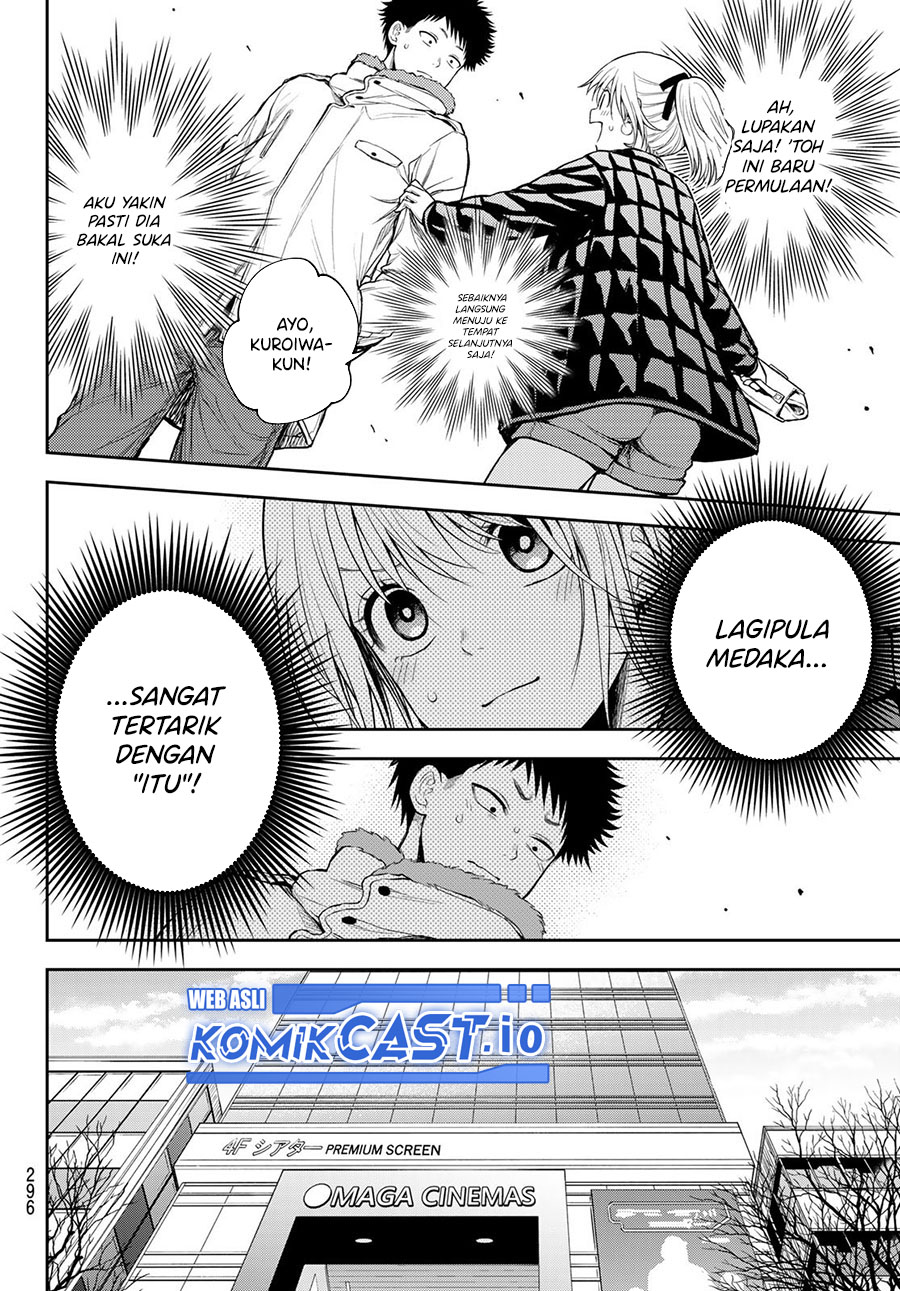 AH,
LUPAKAN
SAJA! 'TOH
INI BARU
PERMULAAN!
SEBAIKNYA
LANGSUNG
MENUJU KE
TEMPAT
SELANJUTNYA
SAJA!
AYO,
KUROIWA-
KUN!
AKU YAKIN
PASTI DIA
BAKAL SUKA
INI!
LAGIPULA
MEDAKA...
...SANGAT
TERTARIK
DENGAN
"ITU"!
WEB ASLI
KOMIKCAST.io
4F シアター PREMIUM SCREEN
OMAGA CINEMAS
296